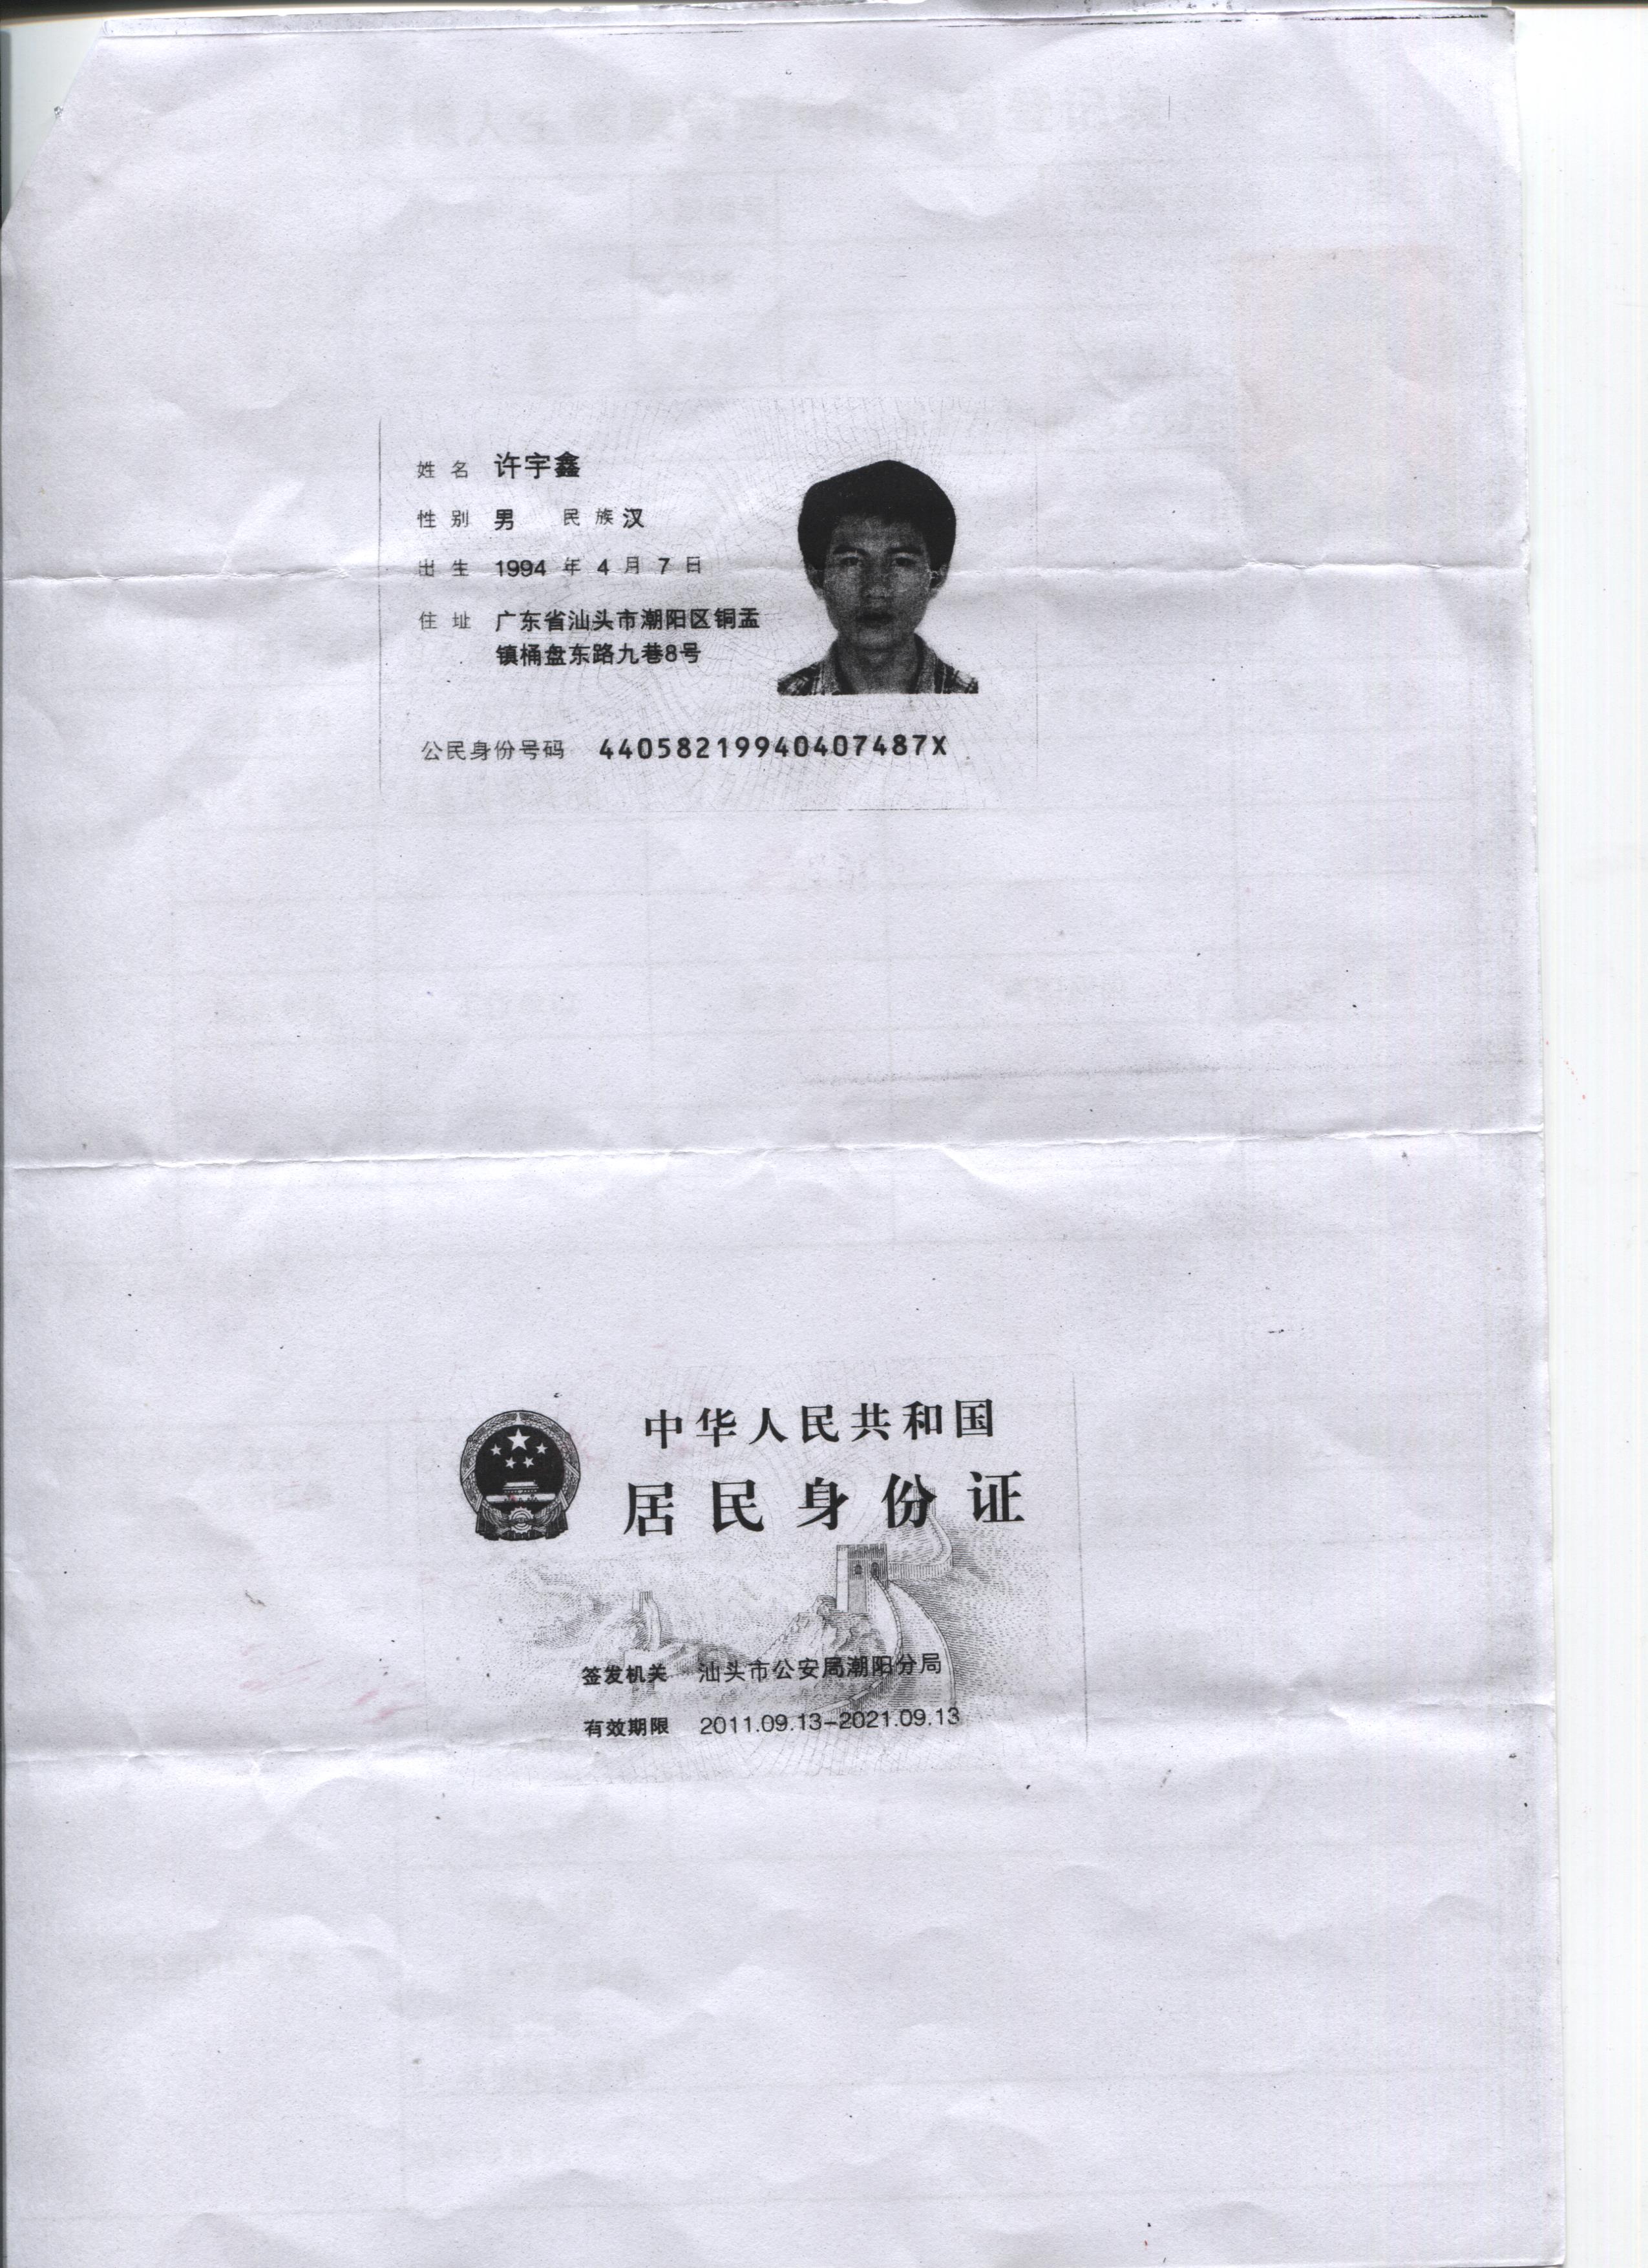 姓名 许宇鑫
性别 男 民族 汉
出生 1994 年 4 月 7 日
住址 广东省汕头市潮阳区铜盂
镇桶盘东路九巷8号
公民身份号码 44058219940407487X
中华人民共和国
居民身份证
签发机关 汕头市公安局潮阳分局
有效期限 2011.09.13-2021.09.13